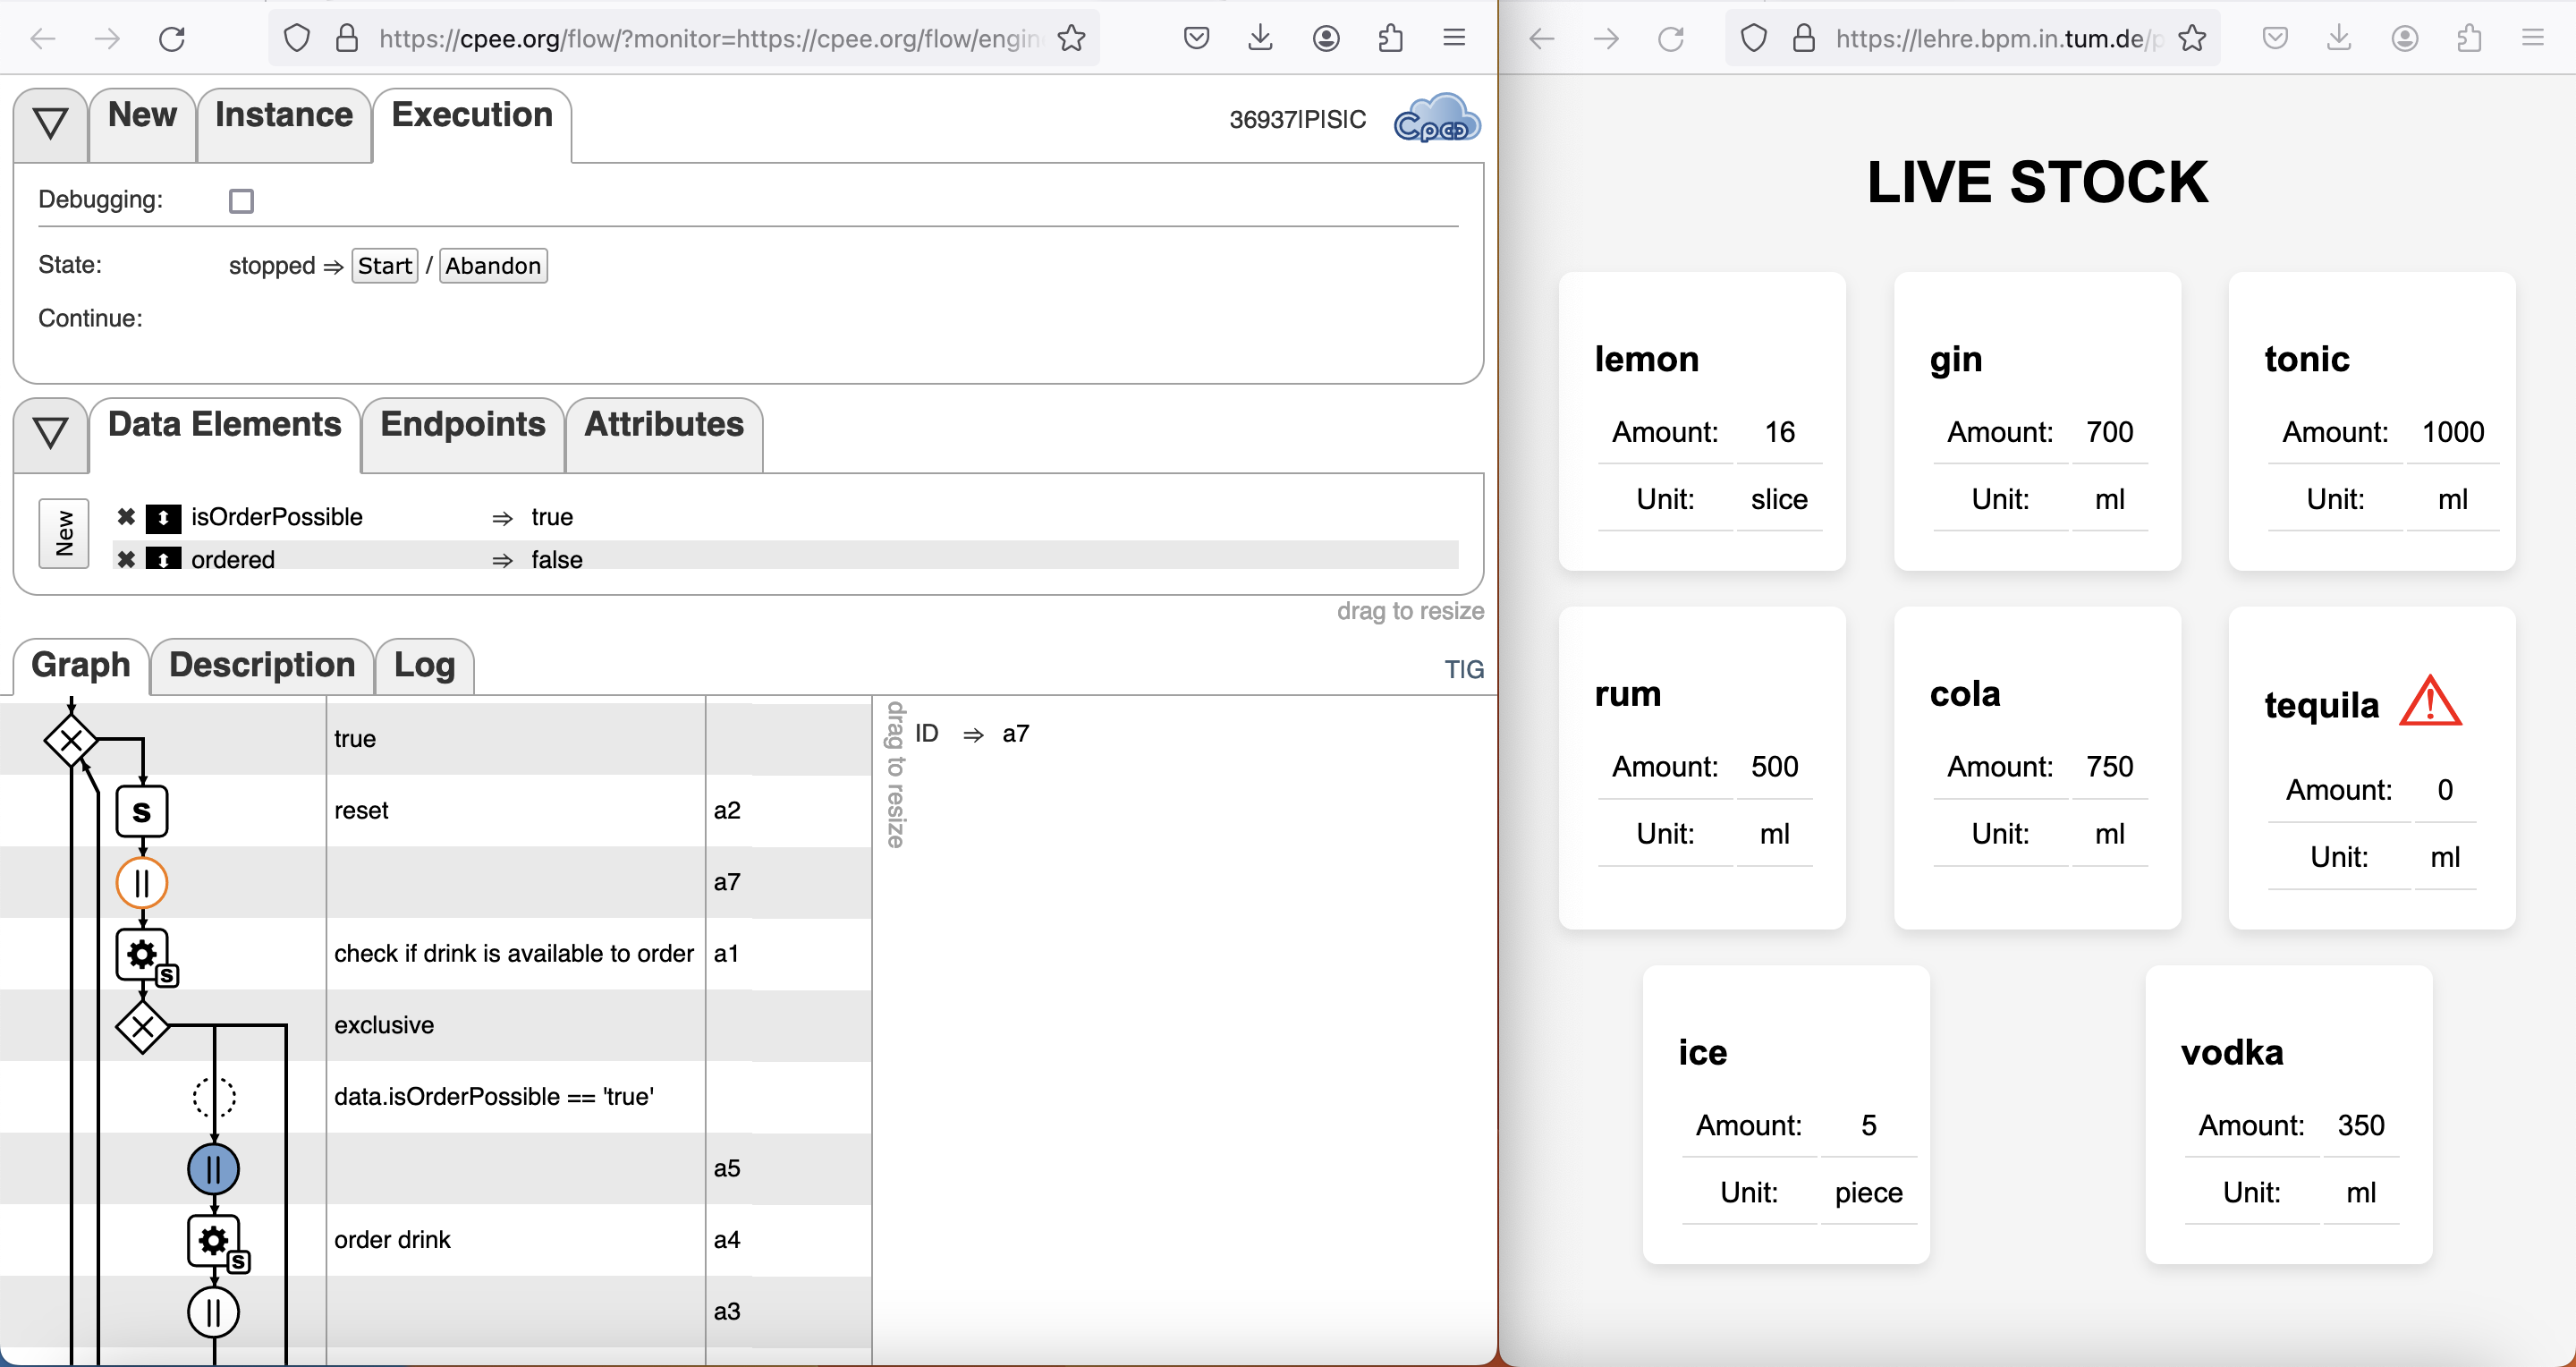 https://cpee.org/flow/?monitor=https://cpee.org/flow/engin
New
Instance
Execution
36937|P|S|C
Cpee
Debugging:
State:
stopped ⇒ Start / Abandon
Continue:
Data Elements
Endpoints
Attributes
New
✖ isOrderPossible ⇒ true
✖ ordered ⇒ false
drag to resize
Graph
Description
Log
T|G
true
reset a2
a7
check if drink is available to order a1
exclusive
data.isOrderPossible == 'true'
a5
order drink a4
a3
s
s
s
drag to resize
ID ⇒ a7
https://lehre.bpm.in.tum.de/p
LIVE STOCK
lemon
Amount: 16
Unit: slice
gin
Amount: 700
Unit: ml
tonic
Amount: 1000
Unit: ml
rum
Amount: 500
Unit: ml
cola
Amount: 750
Unit: ml
tequila
Amount: 0
Unit: ml
ice
Amount: 5
Unit: piece
vodka
Amount: 350
Unit: ml